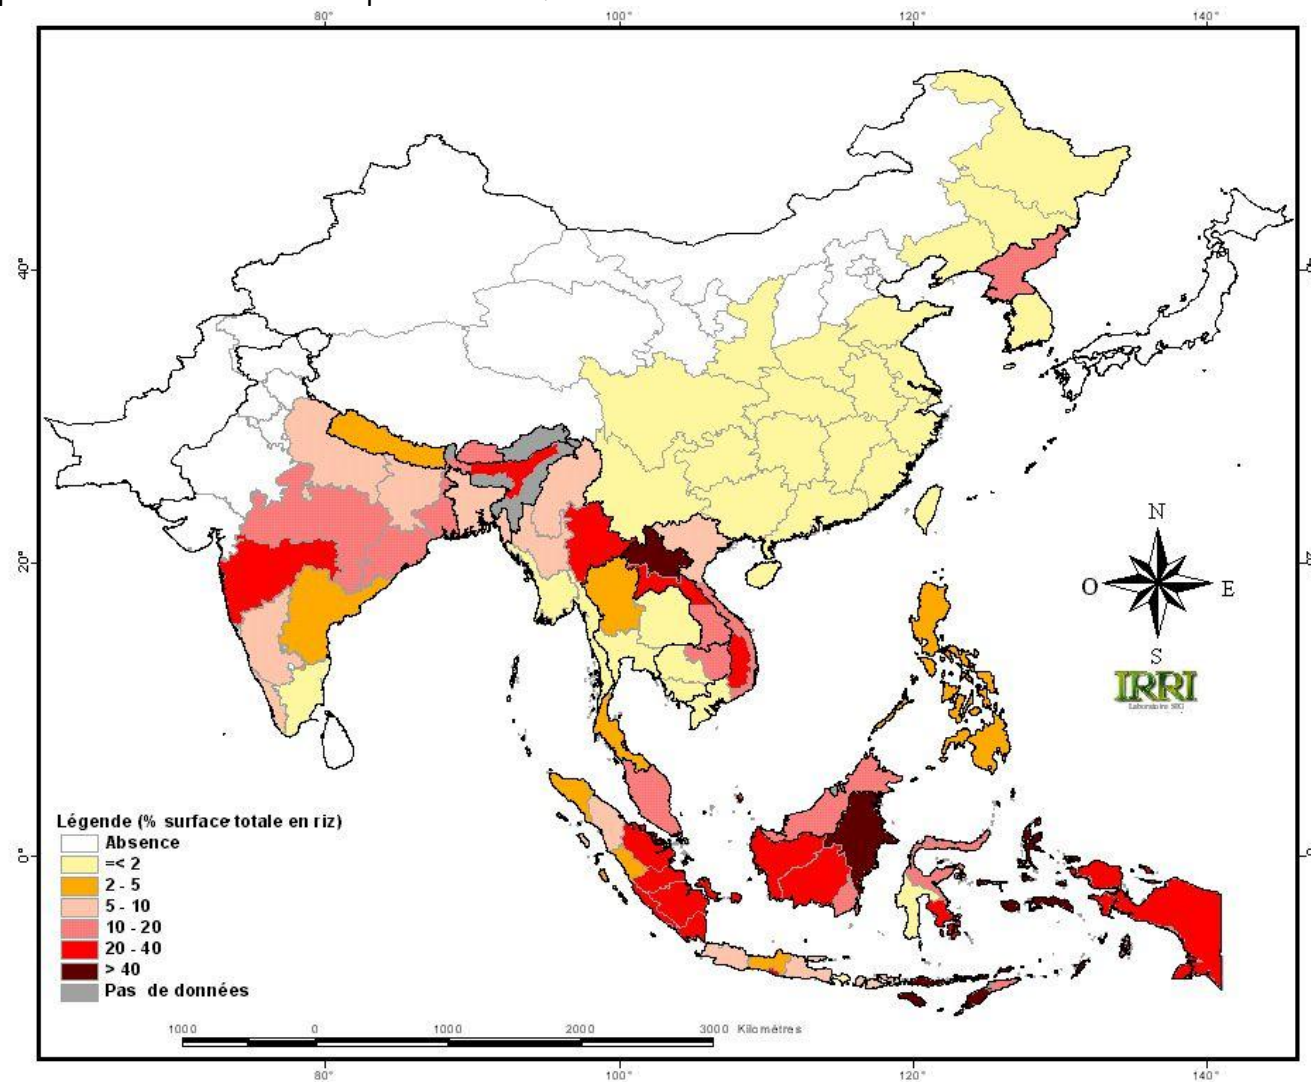 80° 100° 120° 140°
40°
20°
0°
N
O E
S
IRRI
Légende (% surface totale en riz)
Absence
=< 2
2 - 5
5 - 10
10 - 20
20 - 40
> 40
Pas de données
1000 0 1000 2000 3000 Kilomètres
80° 100° 120° 140°